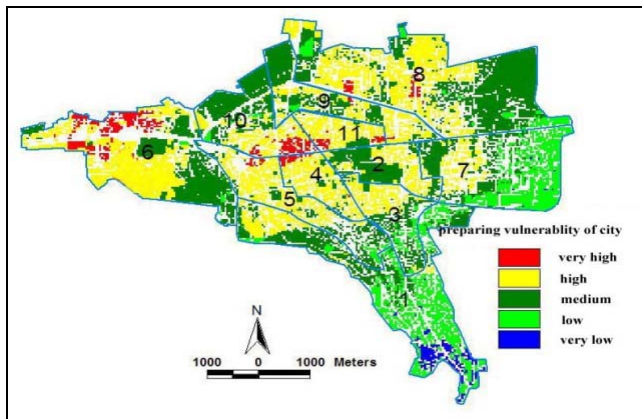 8
9
10
11
6
2
7
4
5
3
preparing vulnerablity of city
very high
high
medium
1
low
very low
N
1000 0 1000 Meters